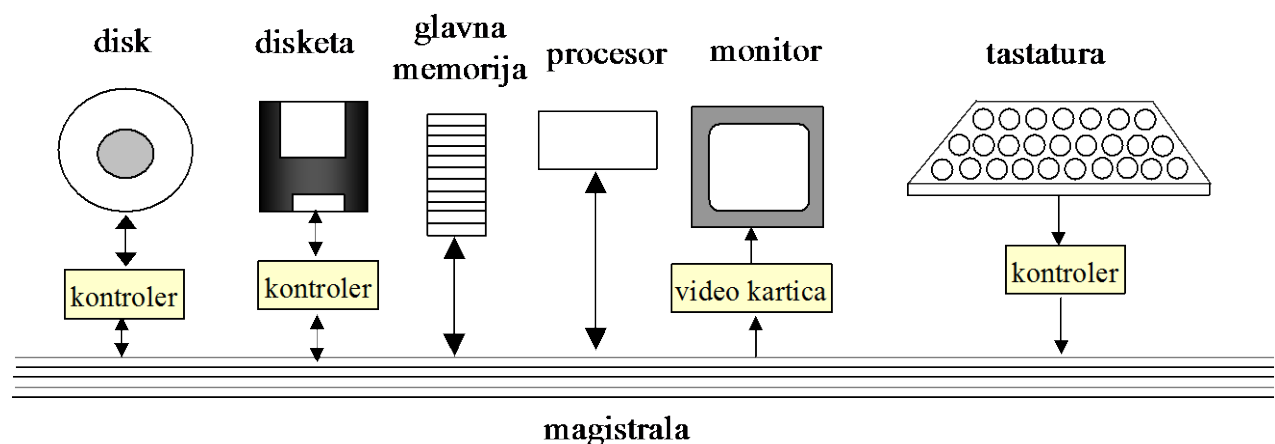 disk
disketa
glavna
memorija
procesor
monitor
tastatura
kontroler
kontroler
video kartica
kontroler
magistrala